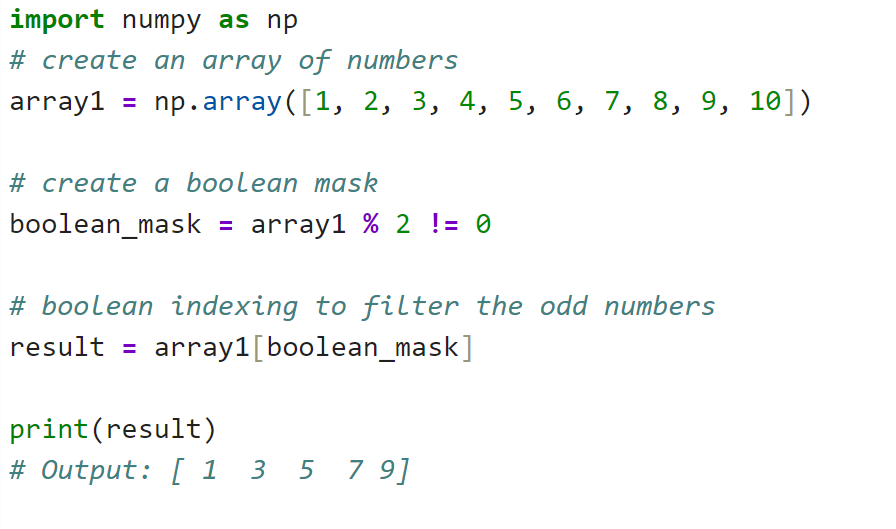 import numpy as np
# create an array of numbers
array1 = np.array([1, 2, 3, 4, 5, 6, 7, 8, 9, 10])
# create a boolean mask
boolean_mask = array1 % 2 != 0
# boolean indexing to filter the odd numbers
result = array1[boolean_mask]
print(result)
# Output: [ 1  3  5  7 9]